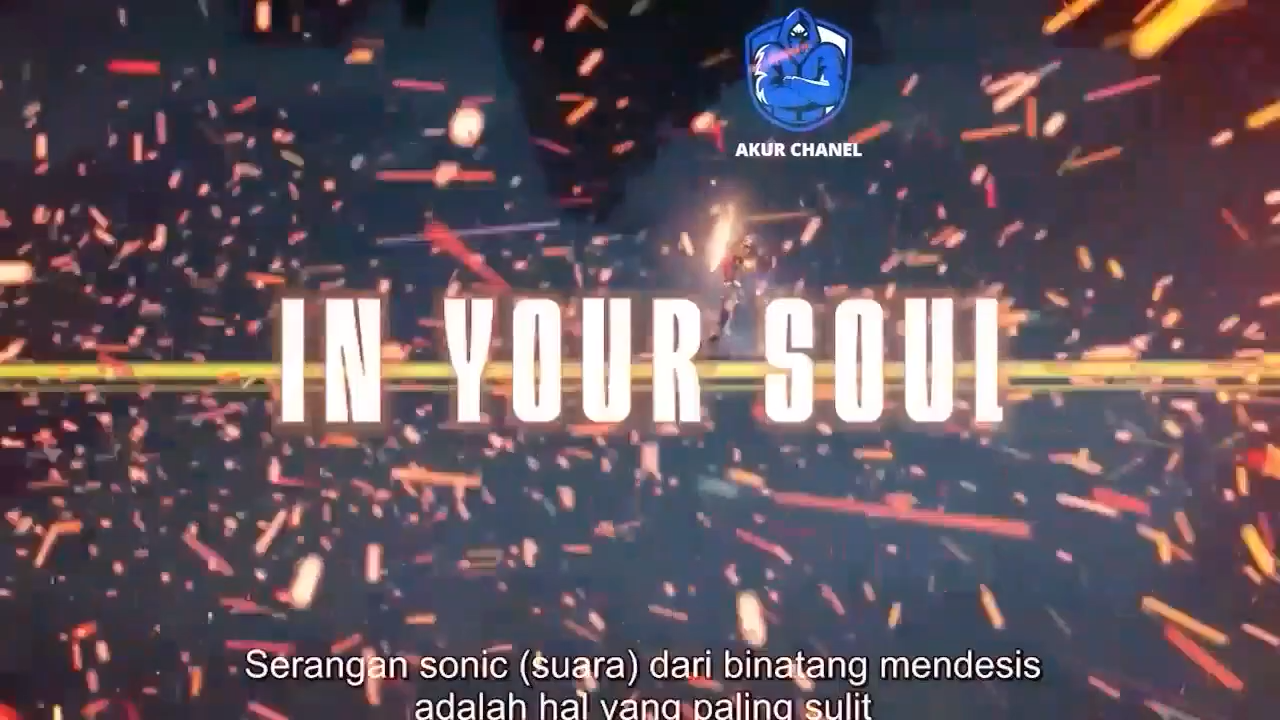 AKUR CHANEL
IN YOUR SOUL
Serangan sonic (suara) dari binatang mendesis
adalah hal yang paling sulit